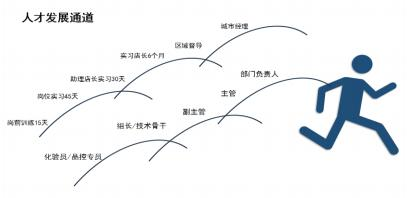 人才发展通道
城市经理
区域督导
实习店长6个月
助理店长实习30天
岗位实习45天
岗前训练15天
部门负责人
主管
副主管
组长/技术骨干
化验员/品控专员